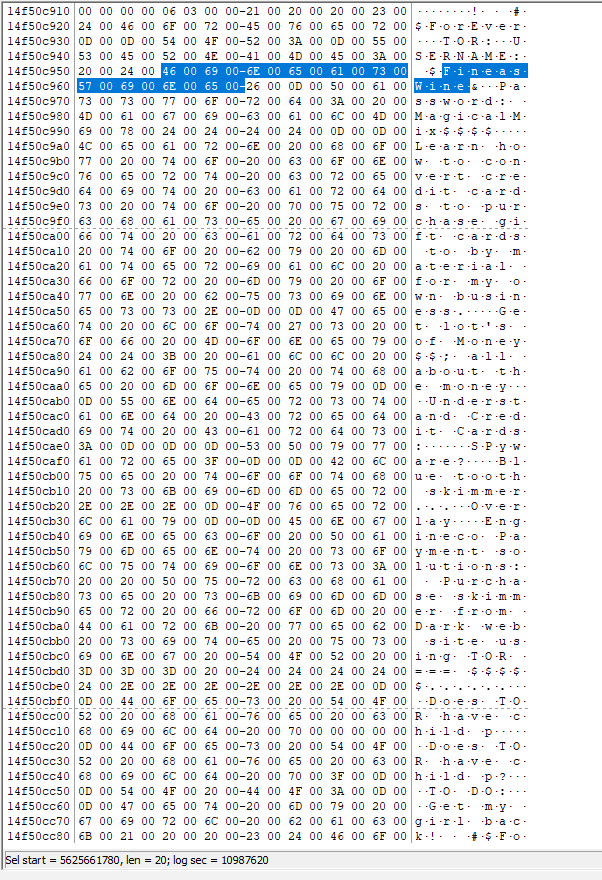 14f50c910 00 00 00 00 06 03 00 00-21 00 20 00 20 00 23 00 ········!· · ·#·
14f50c920 24 00 46 00 6F 00 72 00-45 00 76 00 65 00 72 00 $·F·o·r·E·v·e·r·
14f50c930 0D 00 0D 00 54 00 4F 00-52 00 3A 00 0D 00 55 00 ····T·O·R·:···U·
14f50c940 53 00 45 00 52 00 4E 00-41 00 4D 00 45 00 3A 00 S·E·R·N·A·M·E·:·
14f50c950 20 00 24 00 46 00 69 00-6E 00 65 00 61 00 73 00 ·$·F·i·n·e·a·s·
14f50c960 57 00 69 00 6E 00 65 00-26 00 0D 00 50 00 61 00 W·i·n·e·&···P·a·
14f50c970 73 00 73 00 77 00 6F 00-72 00 64 00 3A 00 20 00 s·s·w·o·r·d·:· ·
14f50c980 4D 00 61 00 67 00 69 00-63 00 61 00 6C 00 4D 00 M·a·g·i·c·a·l·M·
14f50c990 69 00 78 00 24 00 24 00-24 00 24 00 0D 00 0D 00 i·x·$·$·$·$·····
14f50c9a0 4C 00 65 00 61 00 72 00-6E 00 20 00 68 00 6F 00 L·e·a·r·n· ·h·o·
14f50c9b0 77 00 20 00 74 00 6F 00-20 00 63 00 6F 00 6E 00 w· ·t·o· ·c·o·n·
14f50c9c0 76 00 65 00 72 00 74 00-20 00 63 00 72 00 65 00 v·e·r·t· ·c·r·e·
14f50c9d0 64 00 69 00 74 00 20 00-63 00 61 00 72 00 64 00 d·i·t· ·c·a·r·d·
14f50c9e0 73 00 20 00 74 00 6F 00-20 00 70 00 75 00 72 00 s· ·t·o· ·p·u·r·
14f50c9f0 63 00 68 00 61 00 73 00-65 00 20 00 67 00 69 00 c·h·a·s·e· ·g·i·
14f50ca00 66 00 74 00 20 00 63 00-61 00 72 00 64 00 73 00 f·t· ·c·a·r·d·s·
14f50ca10 20 00 74 00 6F 00 20 00-62 00 79 00 20 00 6D 00 ·t·o· ·b·y· ·m·
14f50ca20 61 00 74 00 65 00 72 00-69 00 61 00 6C 00 20 00 a·t·e·r·i·a·l· ·
14f50ca30 66 00 6F 00 72 00 20 00-6D 00 79 00 20 00 6F 00 f·o·r· ·m·y· ·o·
14f50ca40 77 00 6E 00 20 00 62 00-75 00 73 00 69 00 6E 00 w·n· ·b·u·s·i·n·
14f50ca50 65 00 73 00 73 00 2E 00-0D 00 0D 00 47 00 65 00 e·s·s·.·····G·e·
14f50ca60 74 00 20 00 6C 00 6F 00-74 00 27 00 73 00 20 00 t· ·l·o·t·'·s· ·
14f50ca70 6F 00 66 00 20 00 4D 00-6F 00 6E 00 65 00 79 00 o·f· ·M·o·n·e·y·
14f50ca80 24 00 24 00 3B 00 20 00-61 00 6C 00 6C 00 20 00 $·$·;· ·a·l·l· ·
14f50ca90 61 00 62 00 6F 00 75 00-74 00 20 00 74 00 68 00 a·b·o·u·t· ·t·h·
14f50caa0 65 00 20 00 6D 00 6F 00-6E 00 65 00 79 00 0D 00 e· ·m·o·n·e·y···
14f50cab0 0D 00 55 00 6E 00 64 00-65 00 72 00 73 00 74 00 ··U·n·d·e·r·s·t·
14f50cac0 61 00 6E 00 64 00 20 00-43 00 72 00 65 00 64 00 a·n·d· ·C·r·e·d·
14f50cad0 69 00 74 00 20 00 43 00-61 00 72 00 64 00 73 00 i·t· ·C·a·r·d·s·
14f50cae0 3A 00 0D 00 0D 00 0D 00-53 00 50 00 79 00 77 00 :·······S·P·y·w·
14f50caf0 61 00 72 00 65 00 3F 00-0D 00 0D 00 42 00 6C 00 a·r·e·?·····B·l·
14f50cb00 75 00 65 00 20 00 74 00-6F 00 6F 00 74 00 68 00 u·e· ·t·o·o·t·h·
14f50cb10 20 00 73 00 6B 00 69 00-6D 00 6D 00 65 00 72 00 ·s·k·i·m·m·e·r·
14f50cb20 2E 00 2E 00 2E 00 0D 00-4F 00 76 00 65 00 72 00 .·.·.···O·v·e·r·
14f50cb30 6C 00 61 00 79 00 0D 00-0D 00 45 00 6E 00 67 00 l·a·y·····E·n·g·
14f50cb40 69 00 6E 00 65 00 63 00-6F 00 20 00 50 00 61 00 i·n·e·c·o· ·P·a·
14f50cb50 79 00 6D 00 65 00 6E 00-74 00 20 00 73 00 6F 00 y·m·e·n·t· ·s·o·
14f50cb60 6C 00 75 00 74 00 69 00-6F 00 6E 00 73 00 3A 00 l·u·t·i·o·n·s·:·
14f50cb70 20 00 20 00 50 00 75 00-72 00 63 00 68 00 61 00 · ·P·u·r·c·h·a·
14f50cb80 73 00 65 00 20 00 73 00-6B 00 69 00 6D 00 6D 00 s·e· ·s·k·i·m·m·
14f50cb90 65 00 72 00 20 00 66 00-72 00 6F 00 6D 00 20 00 e·r· ·f·r·o·m· ·
14f50cba0 44 00 61 00 72 00 6B 00-20 00 77 00 65 00 62 00 D·a·r·k· ·w·e·b·
14f50cbb0 20 00 73 00 69 00 74 00-65 00 20 00 75 00 73 00 ·s·i·t·e· ·u·s·
14f50cbc0 69 00 6E 00 67 00 20 00-54 00 4F 00 52 00 20 00 i·n·g· ·T·O·R· ·
14f50cbd0 3D 00 3D 00 3D 00 20 00-24 00 24 00 24 00 24 00 =·=·=· ·$·$·$·$·
14f50cbe0 24 00 2E 00 2E 00 2E 00-2E 00 2E 00 2E 00 0D 00 $·.·.·.·.·.·.···
14f50cbf0 0D 00 44 00 6F 00 65 00-73 00 20 00 54 00 4F 00 ··D·o·e·s· ·T·O·
14f50cc00 52 00 20 00 68 00 61 00-76 00 65 00 20 00 63 00 R· ·h·a·v·e· ·c·
14f50cc10 68 00 69 00 6C 00 64 00-20 00 70 00 00 00 00 00 h·i·l·d· ·p·····
14f50cc20 0D 00 44 00 6F 00 65 00-73 00 20 00 54 00 4F 00 ··D·o·e·s· ·T·O·
14f50cc30 52 00 20 00 68 00 61 00-76 00 65 00 20 00 63 00 R· ·h·a·v·e· ·c·
14f50cc40 68 00 69 00 6C 00 64 00-20 00 70 00 3F 00 0D 00 h·i·l·d· ·p·?···
14f50cc50 0D 00 54 00 4F 00 20 00-44 00 4F 00 3A 00 0D 00 ··T·O· ·D·O·:···
14f50cc60 0D 00 47 00 65 00 74 00-20 00 6D 00 79 00 20 00 ··G·e·t· ·m·y· ·
14f50cc70 67 00 69 00 72 00 6C 00-20 00 62 00 61 00 63 00 g·i·r·l· ·b·a·c·
14f50cc80 6B 00 21 00 20 00 20 00-23 00 24 00 46 00 6F 00 k·!· · ·#·$·F·o·
Sel start = 5625661780, len = 20; log sec = 10987620